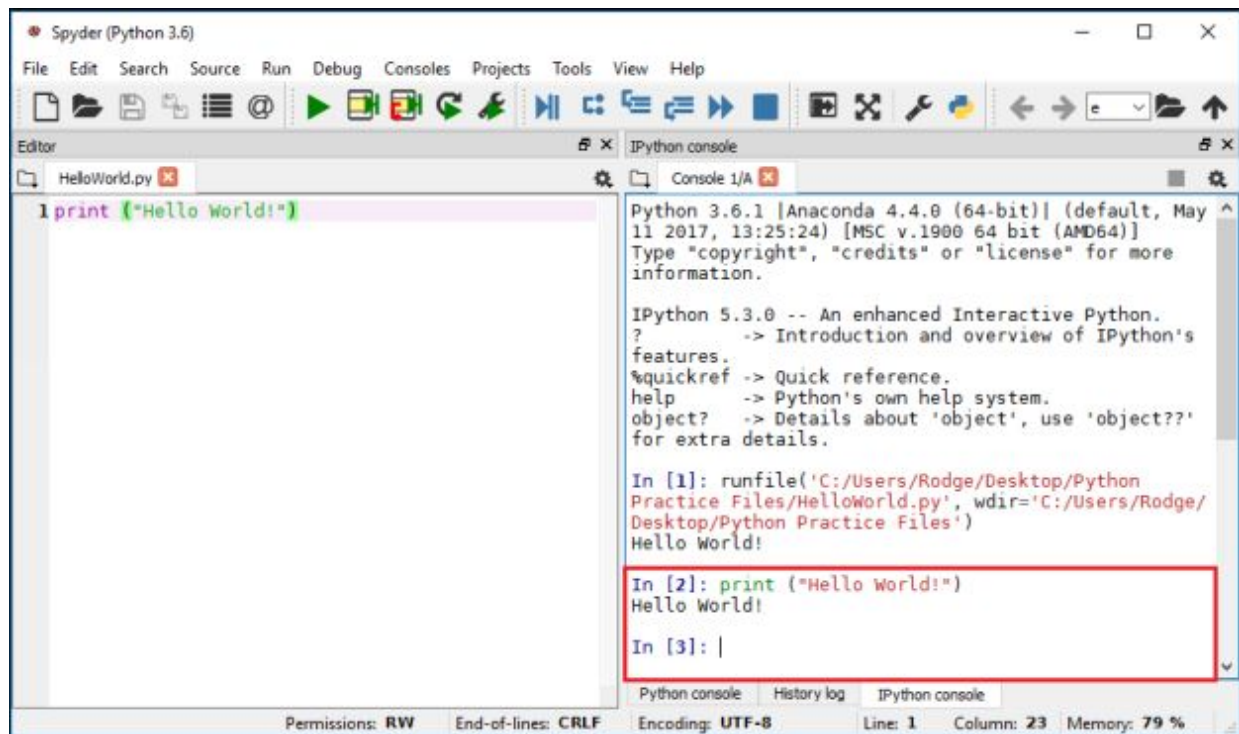 Spyder (Python 3.6)
File Edit Search Source Run Debug Consoles Projects Tools View Help
e
Editor
IPython console
HelloWorld.py
Console 1/A
1 print ("Hello World!")
Python 3.6.1 |Anaconda 4.4.0 (64-bit)| (default, May
11 2017, 13:25:24) [MSC v.1900 64 bit (AMD64)]
Type "copyright", "credits" or "license" for more
information.
IPython 5.3.0 -- An enhanced Interactive Python.
? -> Introduction and overview of IPython's
features.
%quickref -> Quick reference.
help -> Python's own help system.
object? -> Details about 'object', use 'object??'
for extra details.
In [1]: runfile('C:/Users/Rodge/Desktop/Python
Practice Files/HelloWorld.py', wdir='C:/Users/Rodge/
Desktop/Python Practice Files')
Hello World!
In [2]: print ("Hello World!")
Hello World!
In [3]:
Python console History log IPython console
Permissions: RW End-of-lines: CRLF Encoding: UTF-8 Line: 1 Column: 23 Memory: 79 %